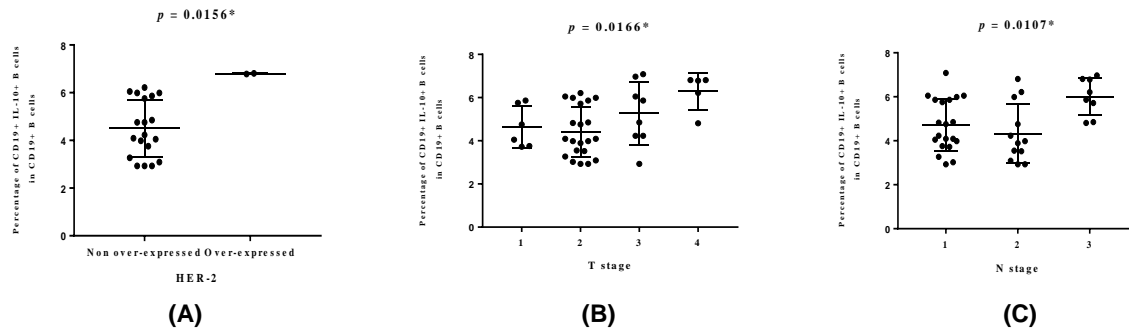 p = 0.0156*
Percentage of CD19+ IL-10+ B cells
in CD19+ B cells
8
6
4
2
0
Non over-expressed Over-expressed
HER-2
(A)
p = 0.0166*
Percentage of CD19+ IL-10+ B cells
in CD19+ B cells
8
6
4
2
0
1 2 3 4
T stage
(B)
p = 0.0107*
Percentage of CD19+ IL-10+ B cells
in CD19+ B cells
8
6
4
2
0
1 2 3
N stage
(C)